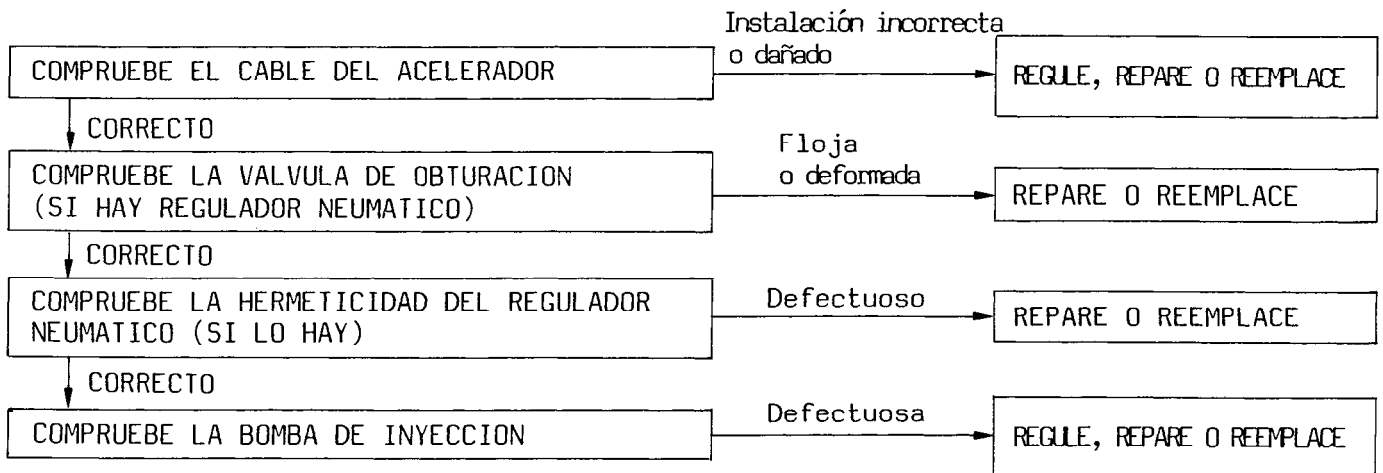 Instalación incorrecta
o dañado
COMPRUEBE EL CABLE DEL ACELERADOR
REGULE, REPARE O REEMPLACE
CORRECTO
Floja
o deformada
COMPRUEBE LA VALVULA DE OBTURACION
(SI HAY REGULADOR NEUMATICO)
REPARE O REEMPLACE
CORRECTO
COMPRUEBE LA HERMETICIDAD DEL REGULADOR
NEUMATICO (SI LO HAY)
Defectuoso
REPARE O REEMPLACE
CORRECTO
COMPRUEBE LA BOMBA DE INYECCION
Defectuosa
REGULE, REPARE O REEMPLACE